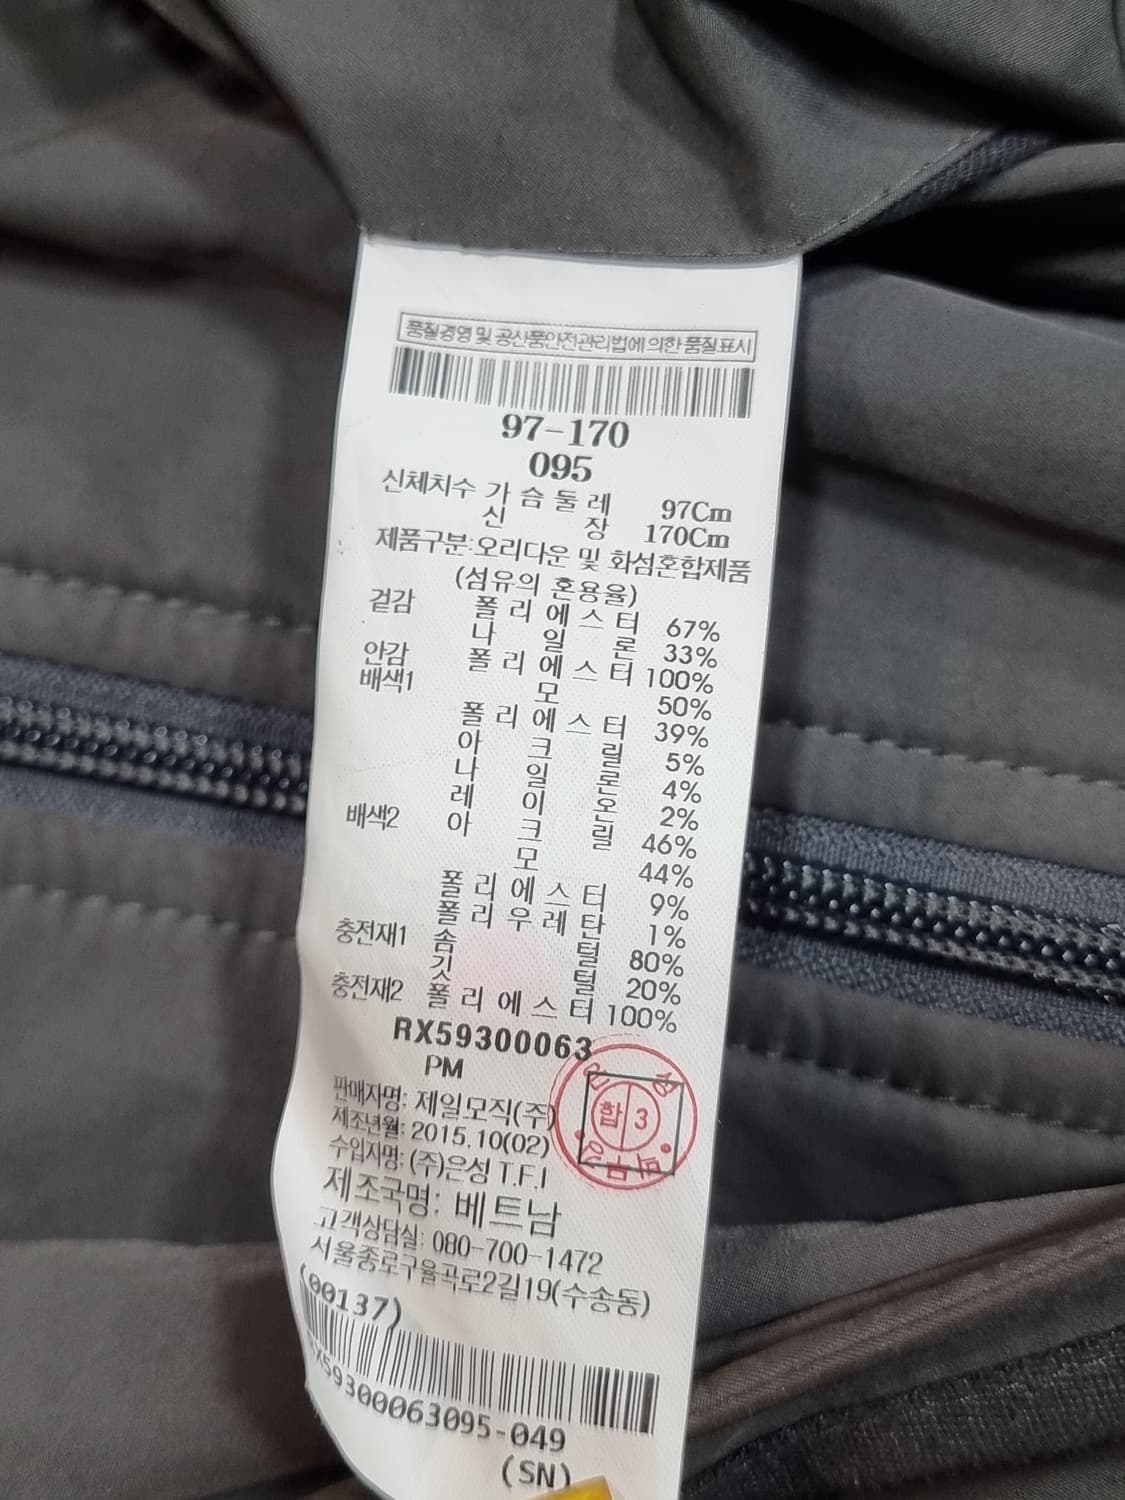 품질경영 및 공산품안전관리법에 의한 품질표시
97-170
095
신체치수 가 슴 둘 레 97Cm
신 장 170Cm
제품구분:오리다운 및 화섬혼합제품
(섬유의 혼용율)
겉감 폴 리 에 스 터 67%
나 일 론 33%
안감 폴 리 에 스 터 100%
배색1 모 50%
폴 리 에 스 터 39%
아 크 릴 5%
나 일 론 4%
레 이 온 2%
배색2 아 크 릴 46%
모 44%
폴 리 에 스 터 9%
폴 리 우 레 탄 1%
충전재1 솜 털 80%
깃 털 20%
충전재2 폴 리 에 스 터 100%
RX59300063
PM
합 3
판매자명: 제일모직(주)
제조년월: 2015.10(02)
수입자명: (주)은성 T.F.I
제조국명: 베트남
고객상담실: 080-700-1472
서울종로구율곡로2길19(수송동)
(00137)
RX59300063095-049
(SN)